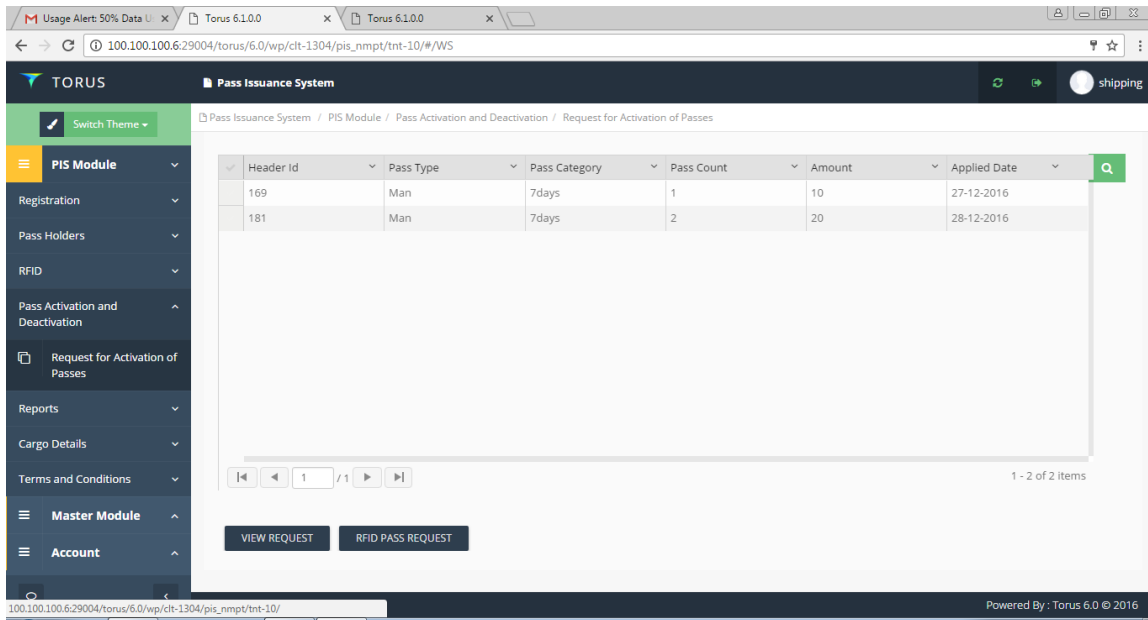 Usage Alert: 50% Data U
Torus 6.1.0.0
Torus 6.1.0.0
100.100.100.6:29004/torus/6.0/wp/clt-1304/pis_nmpt/tnt-10/#/WS
TORUS
Pass Issuance System
shipping
Switch Theme
Pass Issuance System / PIS Module / Pass Activation and Deactivation / Request for Activation of Passes
PIS Module
Registration
Pass Holders
RFID
Pass Activation and
Deactivation
Request for Activation of
Passes
Reports
Cargo Details
Terms and Conditions
Master Module
Account
Header Id Pass Type Pass Category Pass Count Amount Applied Date
169 Man 7days 1 10 27-12-2016
181 Man 7days 2 20 28-12-2016
1 / 1
1 - 2 of 2 items
VIEW REQUEST RFID PASS REQUEST
100.100.100.6:29004/torus/6.0/wp/clt-1304/pis_nmpt/tnt-10/
Powered By : Torus 6.0 © 2016